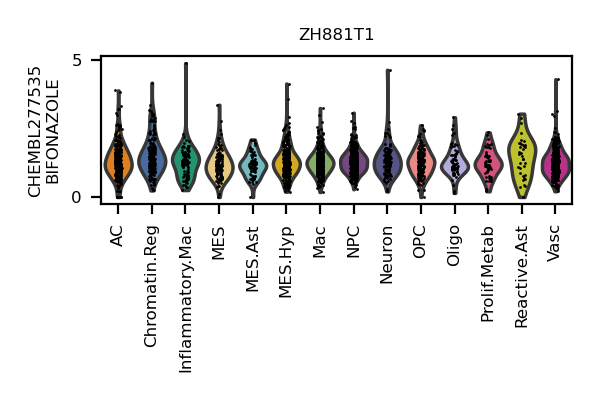 ZH881T1
CHEMBL277535
BIFONAZOLE
5
0
AC
Chromatin.Reg
Inflammatory.Mac
MES
MES.Ast
MES.Hyp
Mac
NPC
Neuron
OPC
Oligo
Prolif.Metab
Reactive.Ast
Vasc